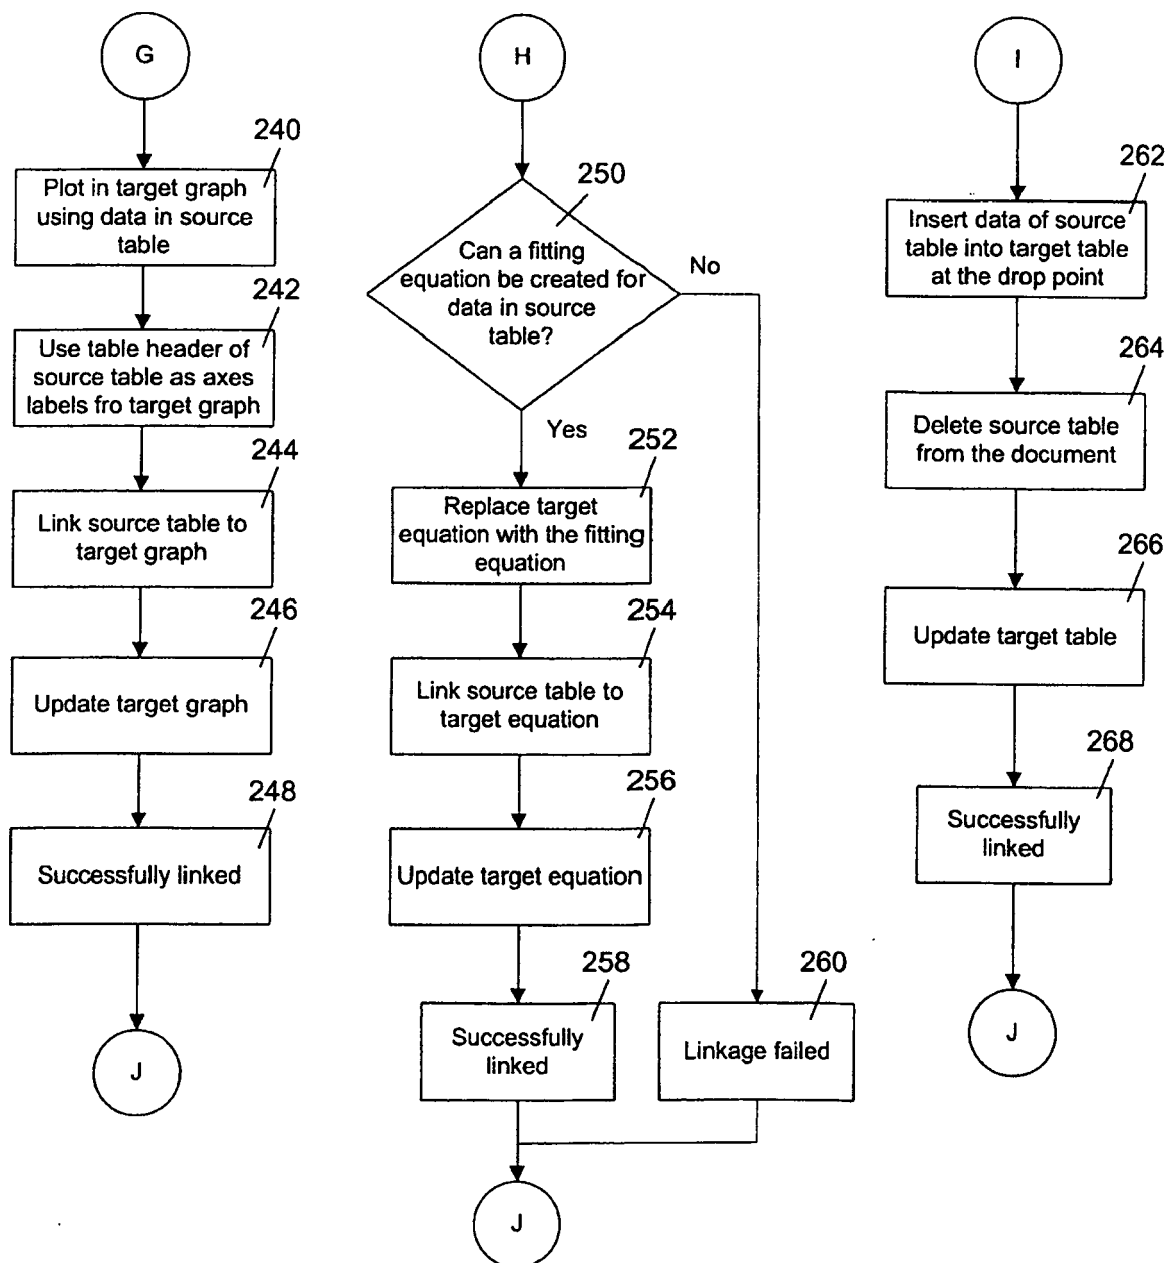 G
240
Plot in target graph
using data in source
table
242
Use table header of
source table as axes
labels fro target graph
244
Link source table to
target graph
246
Update target graph
248
Successfully linked
J
H
250
Can a fitting
equation be created for
data in source
table?
No
Yes
252
Replace target
equation with the fitting
equation
254
Link source table to
target equation
256
Update target equation
258
Successfully
linked
260
Linkage failed
J
I
262
Insert data of source
table into target table
at the drop point
264
Delete source table
from the document
266
Update target table
268
Successfully
linked
J